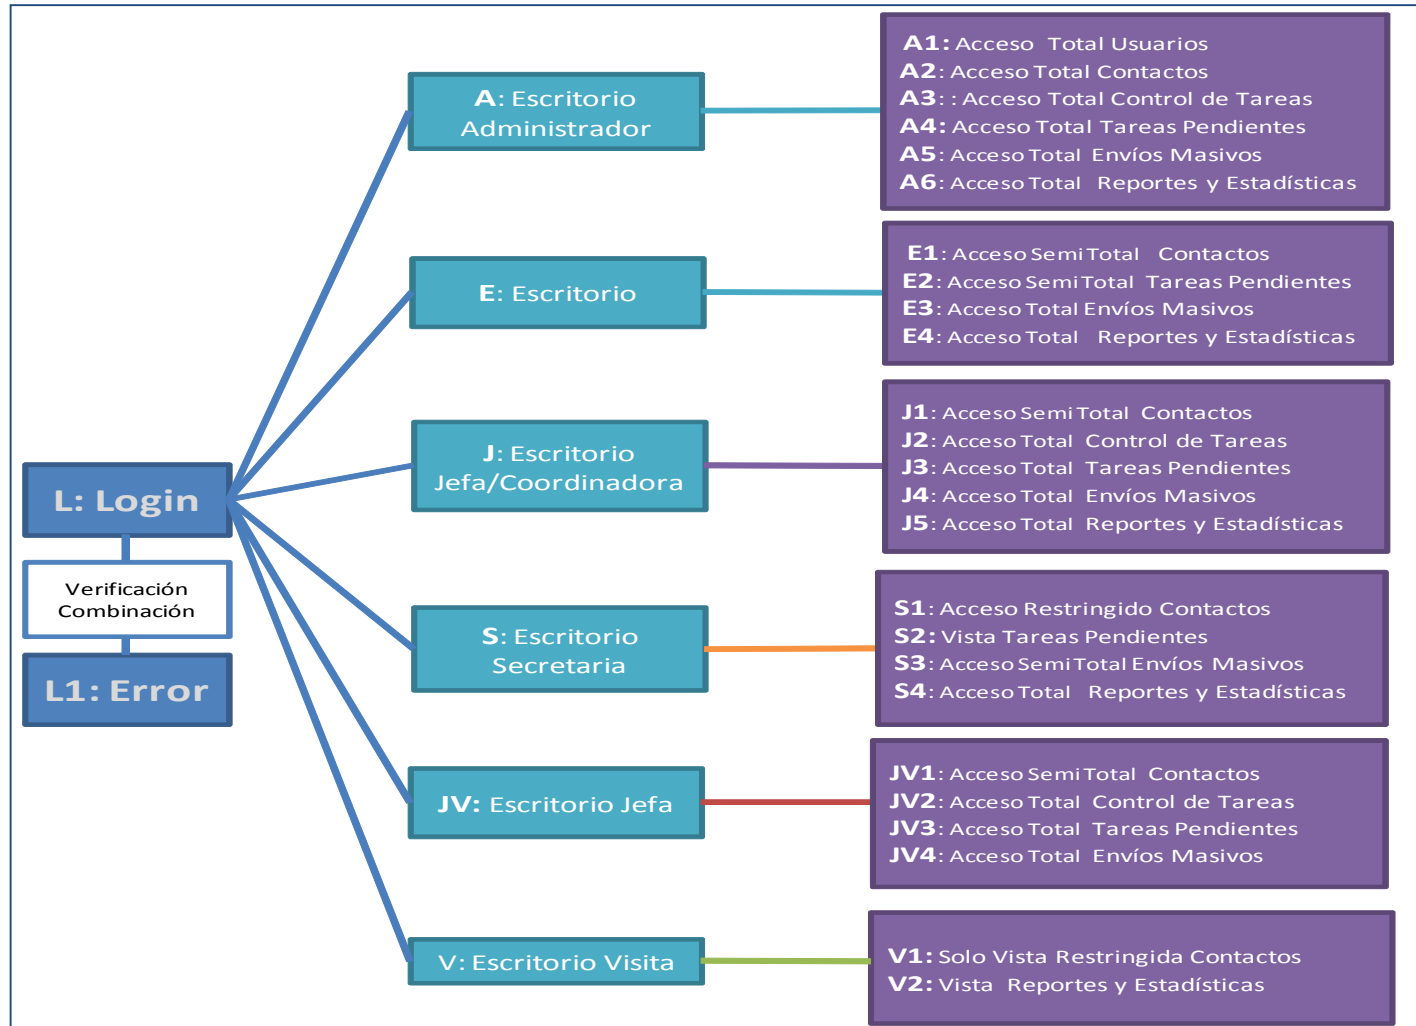 L: Login
Verificación
Combinación
L1: Error
A: Escritorio
Administrador
A1: Acceso Total Usuarios
A2: Acceso Total Contactos
A3: : Acceso Total Control de Tareas
A4: Acceso Total Tareas Pendientes
A5: Acceso Total Envíos Masivos
A6: Acceso Total Reportes y Estadísticas
E: Escritorio
E1: Acceso Semi Total Contactos
E2: Acceso Semi Total Tareas Pendientes
E3: Acceso Total Envíos Masivos
E4: Acceso Total Reportes y Estadísticas
J: Escritorio
Jefa/Coordinadora
J1: Acceso Semi Total Contactos
J2: Acceso Total Control de Tareas
J3: Acceso Total Tareas Pendientes
J4: Acceso Total Envíos Masivos
J5: Acceso Total Reportes y Estadísticas
S: Escritorio
Secretaria
S1: Acceso Restringido Contactos
S2: Vista Tareas Pendientes
S3: Acceso Semi Total Envíos Masivos
S4: Acceso Total Reportes y Estadísticas
JV: Escritorio Jefa
JV1: Acceso Semi Total Contactos
JV2: Acceso Total Control de Tareas
JV3: Acceso Total Tareas Pendientes
JV4: Acceso Total Envíos Masivos
V: Escritorio Visita
V1: Solo Vista Restringida Contactos
V2: Vista Reportes y Estadísticas